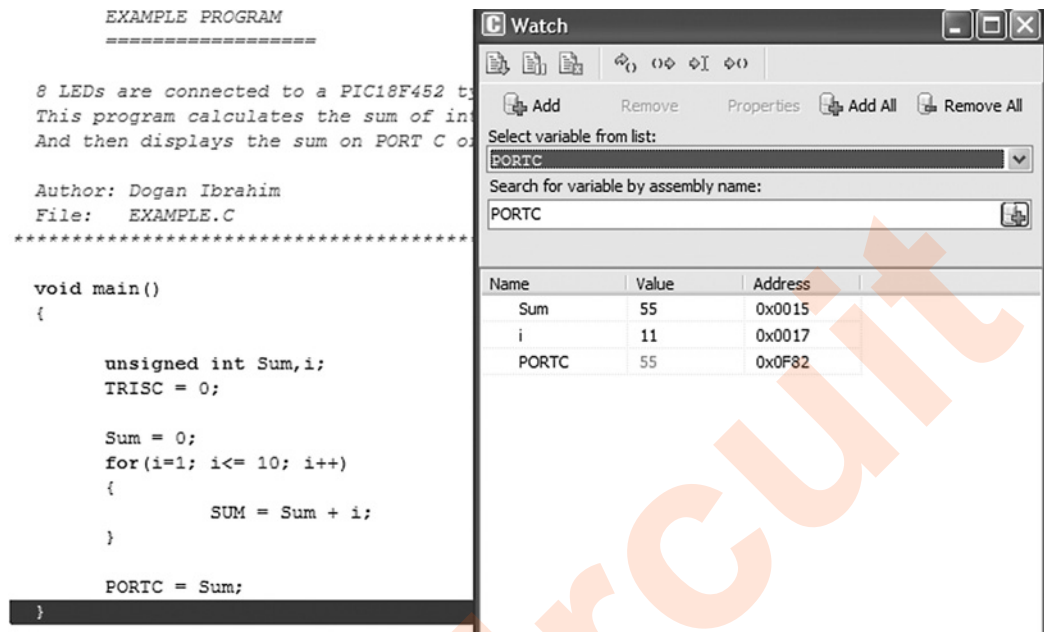 EXAMPLE PROGRAM
==================
8 LEDs are connected to a PIC18F452 ty
This program calculates the sum of in
And then displays the sum on PORT C o
Author: Dogan Ibrahim
File: EXAMPLE.C
****************************************
void main()
{
unsigned int Sum,i;
TRISC = 0;
Sum = 0;
for(i=1; i<= 10; i++)
{
SUM = Sum + i;
}
PORTC = Sum;
}
Watch
Add Remove Properties Add All Remove All
Select variable from list:
PORTC
Search for variable by assembly name:
PORTC
Name Value Address
Sum 55 0x0015
i 11 0x0017
PORTC 55 0x0F82
rcuit